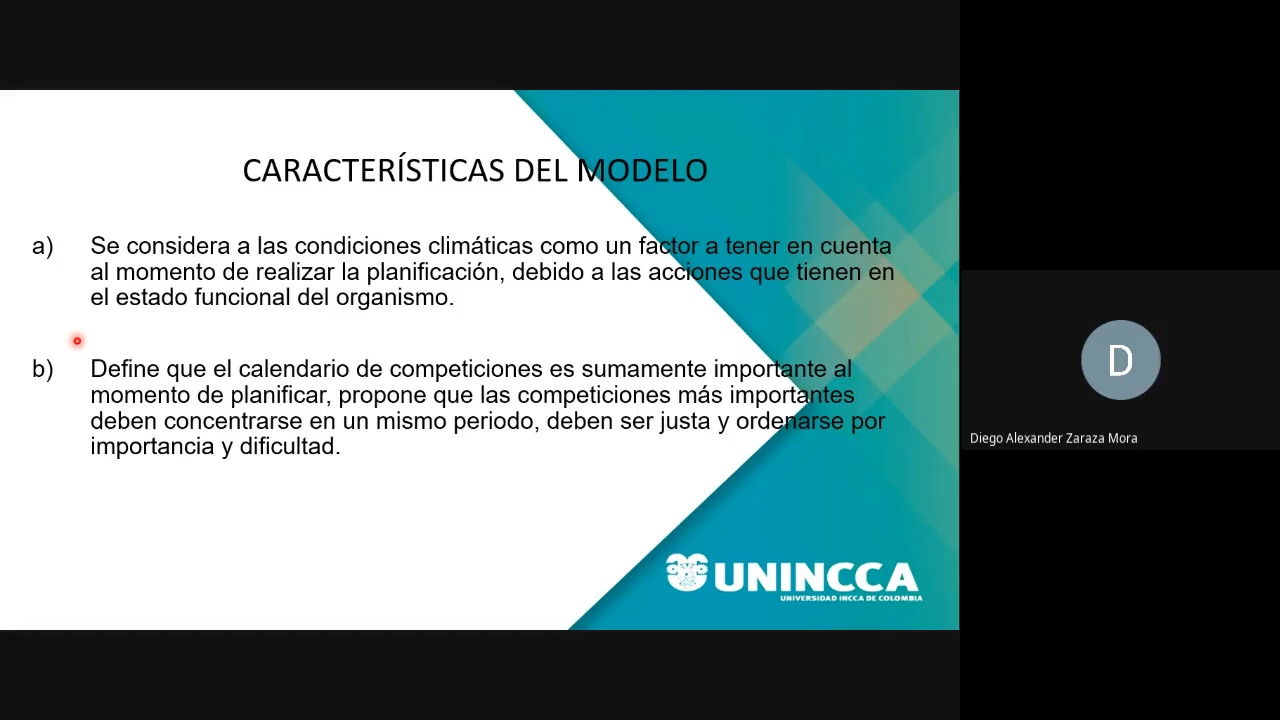 CARACTERÍSTICAS DEL MODELO
a) Se considera a las condiciones climáticas como un factor a tener en cuenta
al momento de realizar la planificación, debido a las acciones que tienen en
el estado funcional del organismo.
b) Define que el calendario de competiciones es sumamente importante al
momento de planificar, propone que las competiciones más importantes
deben concentrarse en un mismo periodo, deben ser justa y ordenarse por
importancia y dificultad.
UNINCCA
UNIVERSIDAD INCCA DE COLOMBIA
D
Diego Alexander Zaraza Mora